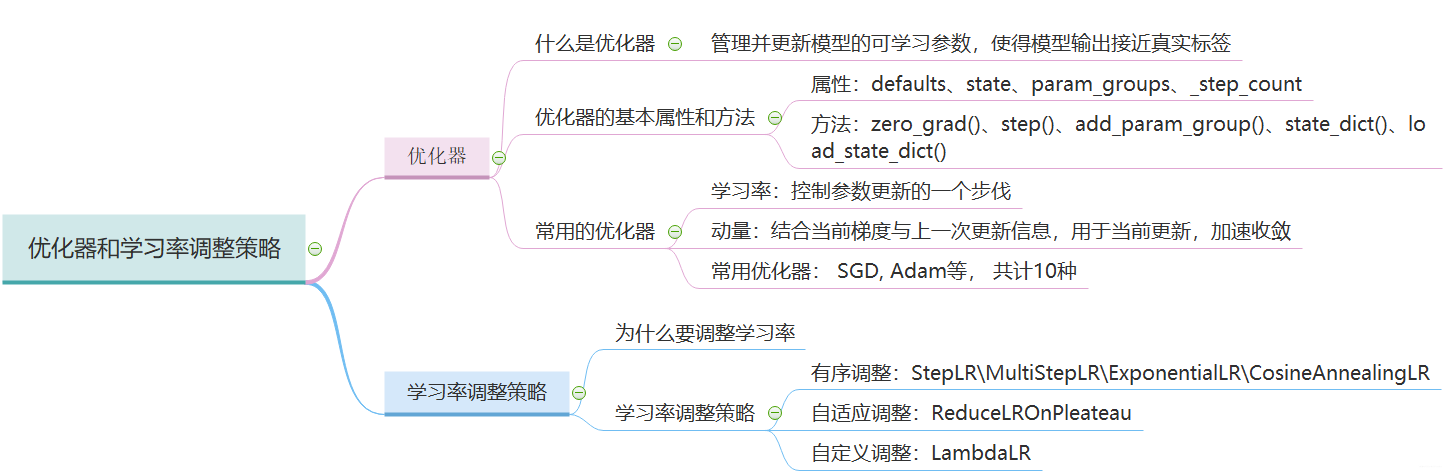 优化器和学习率调整策略
优化器
什么是优化器
管理并更新模型的可学习参数，使得模型输出接近真实标签
优化器的基本属性和方法
属性：defaults、state、param_groups、_step_count
方法：zero_grad()、step()、add_param_group()、state_dict()、lo
ad_state_dict()
常用的优化器
学习率：控制参数更新的一个步伐
动量：结合当前梯度与上一次更新信息，用于当前更新，加速收敛
常用优化器： SGD, Adam等， 共计10种
学习率调整策略
为什么要调整学习率
学习率调整策略
有序调整：StepLR\MultiStepLR\ExponentialLR\CosineAnnealingLR
自适应调整：ReduceLROnPleateau
自定义调整：LambdaLR